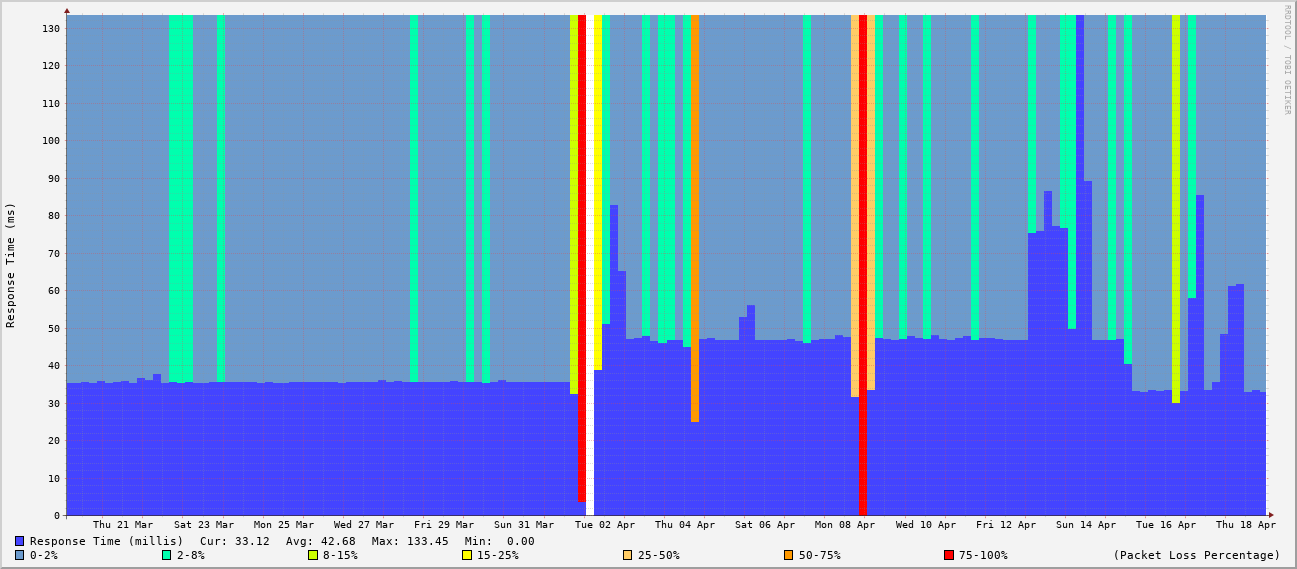 RRDTOOL / TOBI OETIKER
Response Time (ms)
130
120
110
100
90
80
70
60
50
40
30
20
10
0
Thu 21 Mar Sat 23 Mar Mon 25 Mar Wed 27 Mar Fri 29 Mar Sun 31 Mar Tue 02 Apr Thu 04 Apr Sat 06 Apr Mon 08 Apr Wed 10 Apr Fri 12 Apr Sun 14 Apr Tue 16 Apr Thu 18 Apr
Response Time (millis) Cur: 33.12 Avg: 42.68 Max: 133.45 Min: 0.00
0-2% 2-8% 8-15% 15-25% 25-50% 50-75% 75-100% (Packet Loss Percentage)